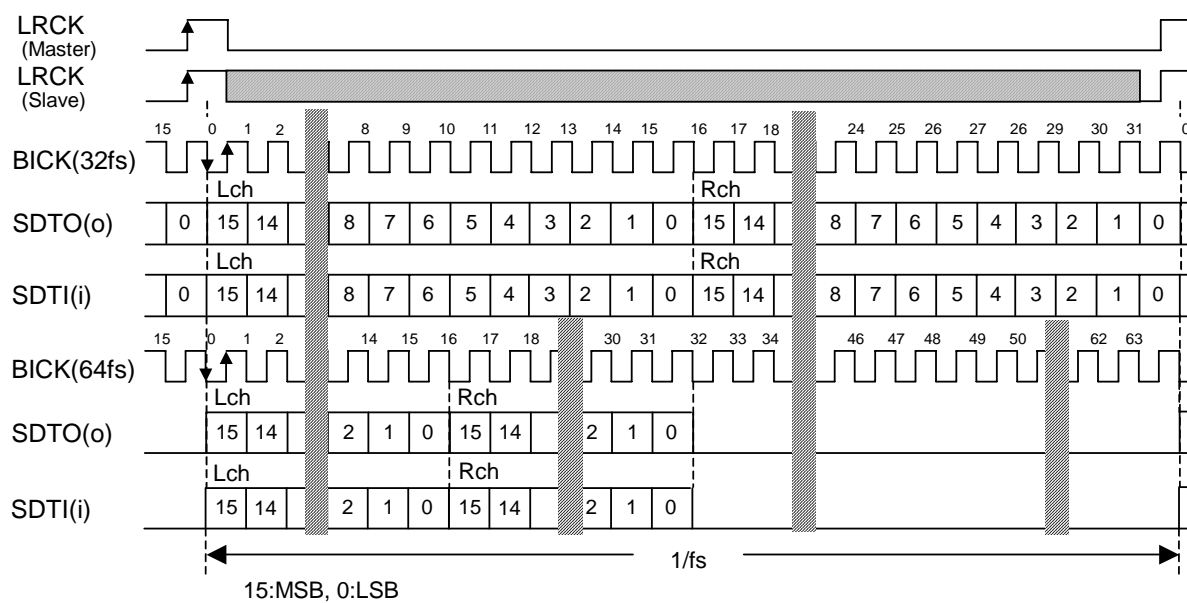 LRCK
(Master)
LRCK
(Slave)
15 0 1 2 8 9 10 11 12 13 14 15 16 17 18 24 25 26 27 26 29 30 31 0
BICK(32fs)
Lch Rch
SDTO(o) 0 15 14 8 7 6 5 4 3 2 1 0 15 14 8 7 6 5 4 3 2 1 0
Lch Rch
SDTI(i) 0 15 14 8 7 6 5 4 3 2 1 0 15 14 8 7 6 5 4 3 2 1 0
15 0 1 2 14 15 16 17 18 30 31 32 33 34 46 47 48 49 50 62 63
BICK(64fs)
Lch Rch
SDTO(o) 15 14 2 1 0 15 14 2 1 0
Lch Rch
SDTI(i) 15 14 2 1 0 15 14 2 1 0
1/fs
15:MSB, 0:LSB